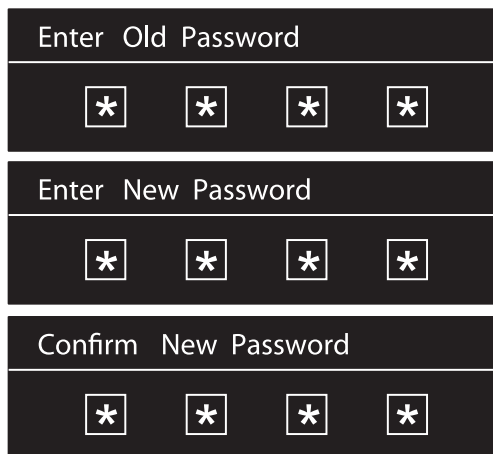 Enter Old Password
* * * *
Enter New Password
* * * *
Confirm New Password
* * * *